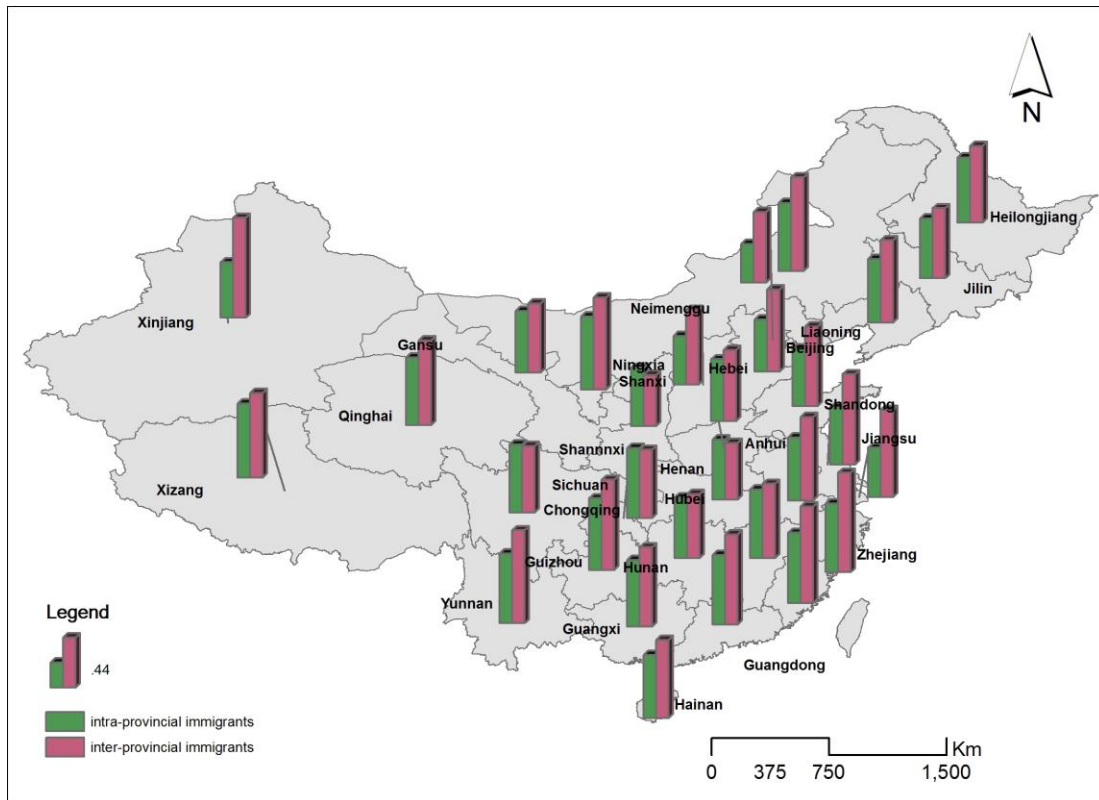 N
Heilongjiang
Jilin
Xinjiang
Neimenggu
Liaoning
Gansu
Beijing
Ningxia
Hebei
Shanxi
Qinghai
Shandong
Jiangsu
Anhui
Shannnxi
Henan
Xizang
Sichuan
Hubei
Chongqing
Zhejiang
Guizhou
Hunan
Yunnan
Guangxi
Guangdong
Hainan
Legend
.44
intra-provincial immigrants
inter-provincial immigrants
Km
0 375 750 1,500